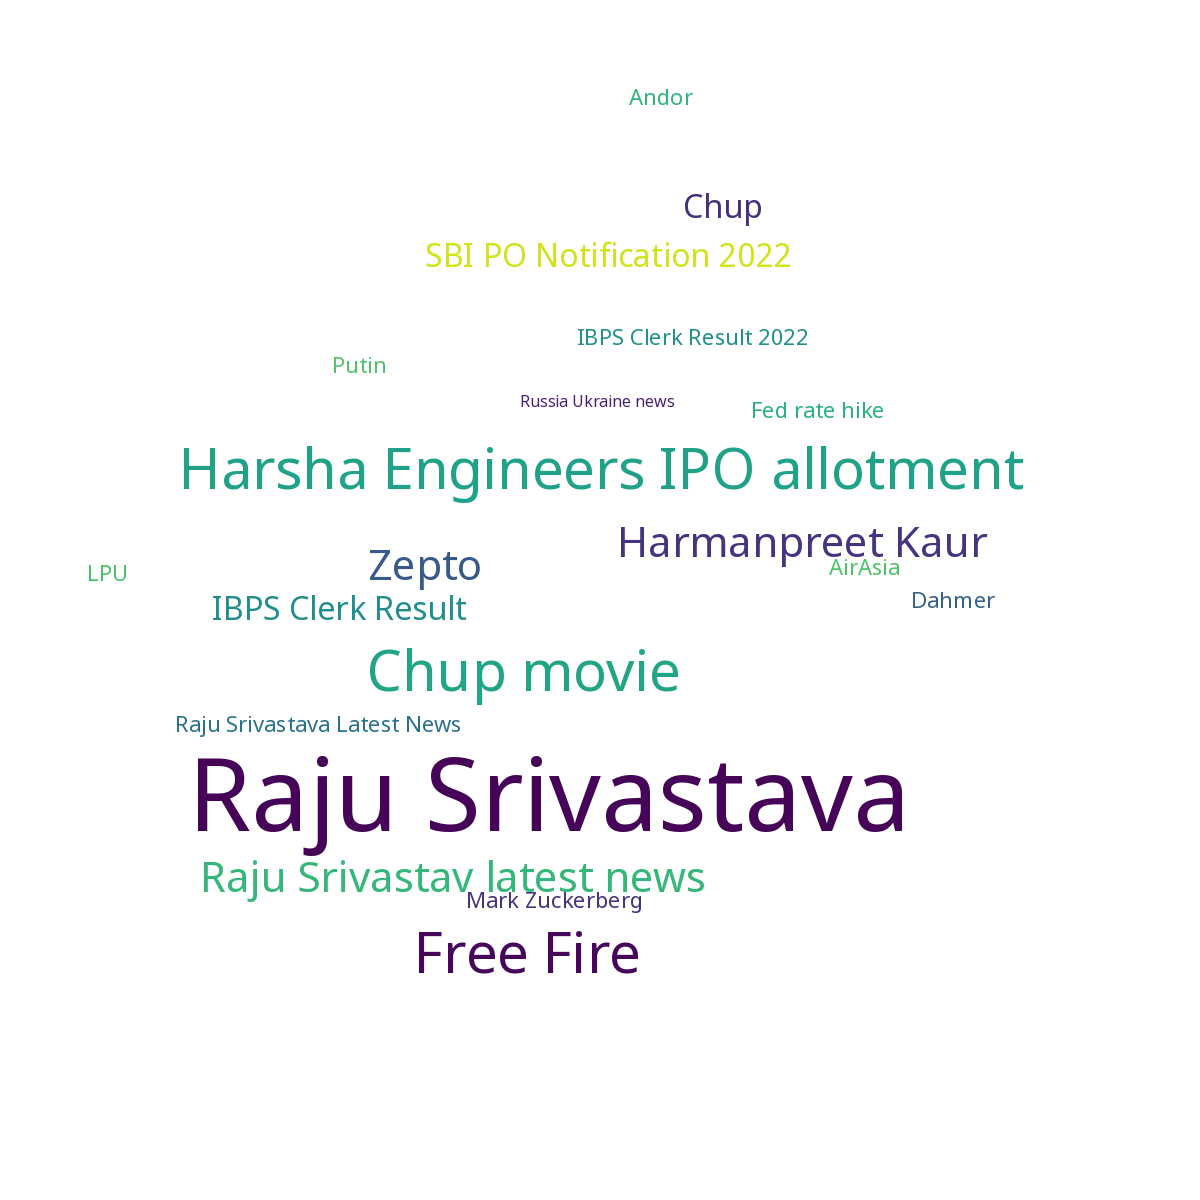 Andor
Chup
SBI PO Notification 2022
IBPS Clerk Result 2022
Putin
Russia Ukraine news
Fed rate hike
Harsha Engineers IPO allotment
Harmanpreet Kaur
Zepto
AirAsia
LPU
Dahmer
IBPS Clerk Result
Chup movie
Raju Srivastava Latest News
Raju Srivastava
Raju Srivastav latest news
Mark Zuckerberg
Free Fire